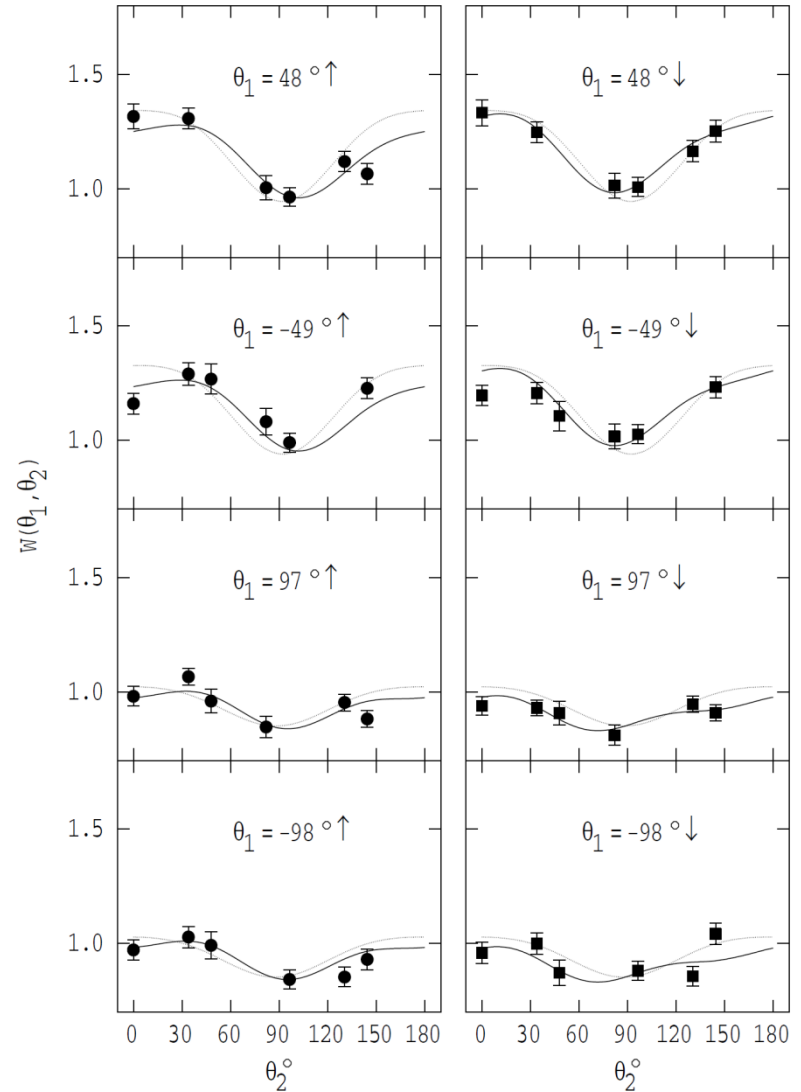 θ₁ = 48 °↑
θ₁ = 48 °↓
1.5
1.0
θ₁ = -49 °↑
θ₁ = -49 °↓
1.5
1.0
W(θ₁,θ₂)
θ₁ = 97 °↑
θ₁ = 97 °↓
1.5
1.0
θ₁ = -98 °↑
θ₁ = -98 °↓
1.5
1.0
0 30 60 90 120 150 180 0 30 60 90 120 150 180
θ₂° θ₂°